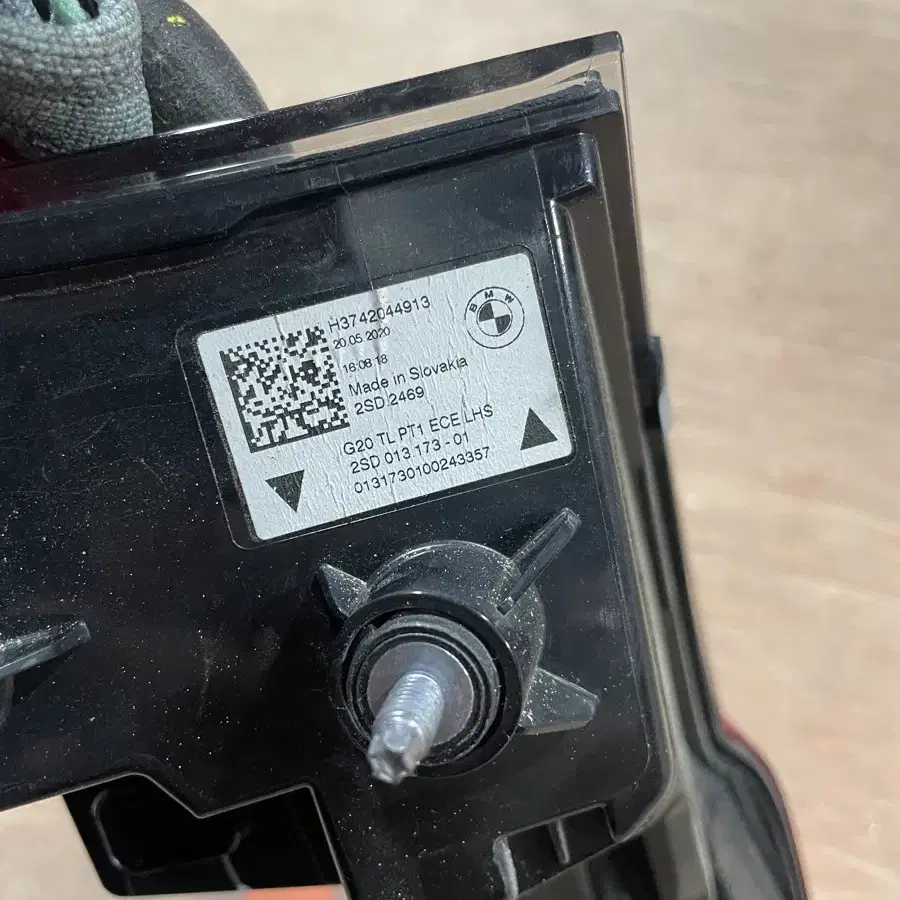 H3742044913
20.05.2020
16:08:18
Made in Slovakia
2SD.2469
G20 TL PT1 ECE LHS
2SD 013 173 - 01
0131730100243357
BMW